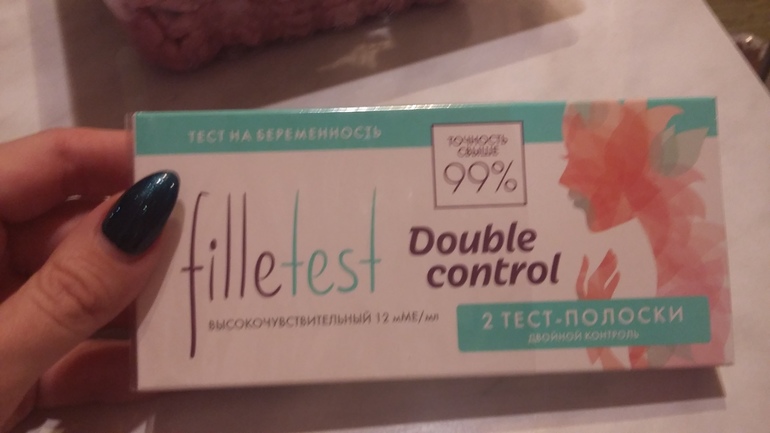 ТЕСТ НА БЕРЕМЕННОСТЬ
ТОЧНОСТЬ
СВЫШЕ
99%
filletest
Double
control
ВЫСОКОЧУВСТВИТЕЛЬНЫЙ 12 мМЕ/мл
2 ТЕСТ-ПОЛОСКИ
ДВОЙНОЙ КОНТРОЛЬ